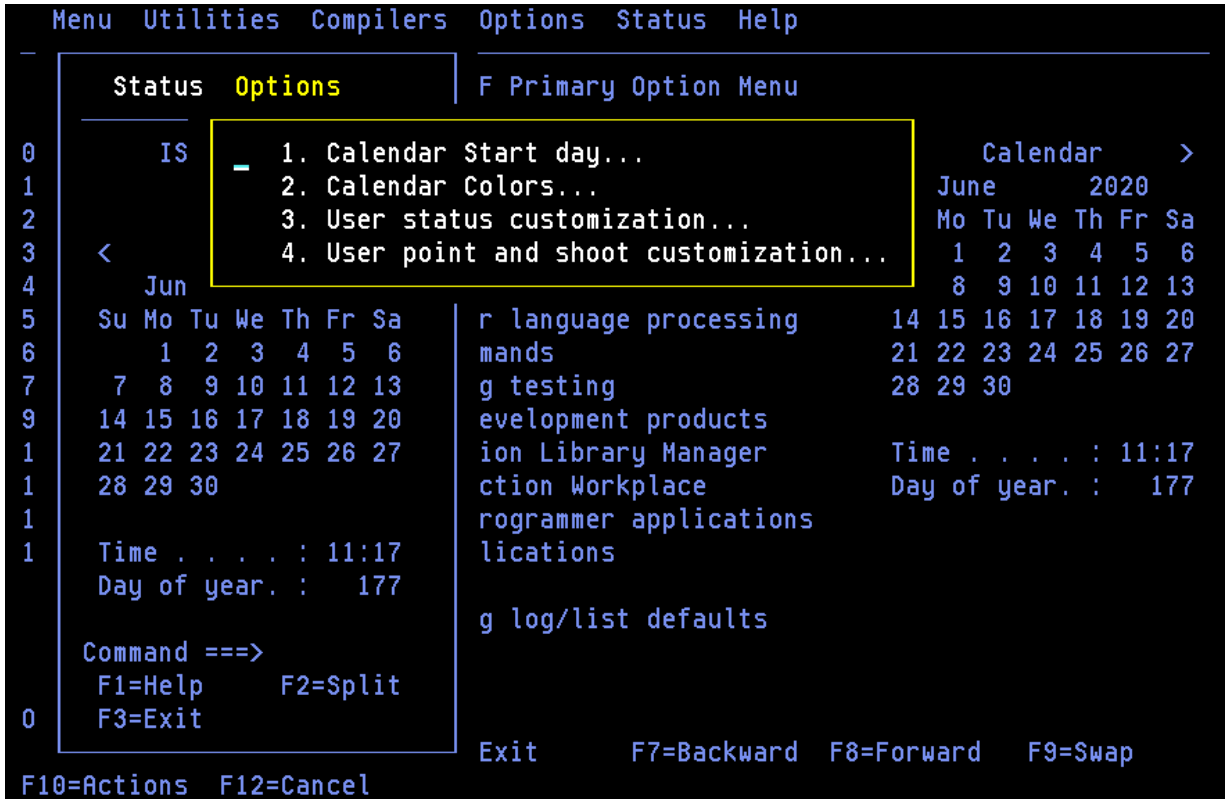 Menu Utilities Compilers Options Status Help
Status Options F Primary Option Menu
0 IS 1. Calendar Start day... Calendar >
1 2. Calendar Colors... June 2020
2 3. User status customization... Mo Tu We Th Fr Sa
3 < 4. User point and shoot customization... 1 2 3 4 5 6
4 Jun 8 9 10 11 12 13
5 Su Mo Tu We Th Fr Sa r language processing 14 15 16 17 18 19 20
6 1 2 3 4 5 6 mands 21 22 23 24 25 26 27
7 7 8 9 10 11 12 13 g testing 28 29 30
9 14 15 16 17 18 19 20 evelopment products
1 21 22 23 24 25 26 27 ion Library Manager Time . . . . : 11:17
1 28 29 30 ction Workplace Day of year. : 177
1 rogrammer applications
1 Time . . . . : 11:17 lications
Day of year. : 177
g log/list defaults
Command ===>
F1=Help F2=Split
O F3=Exit
Exit F7=Backward F8=Forward F9=Swap
F10=Actions F12=Cancel